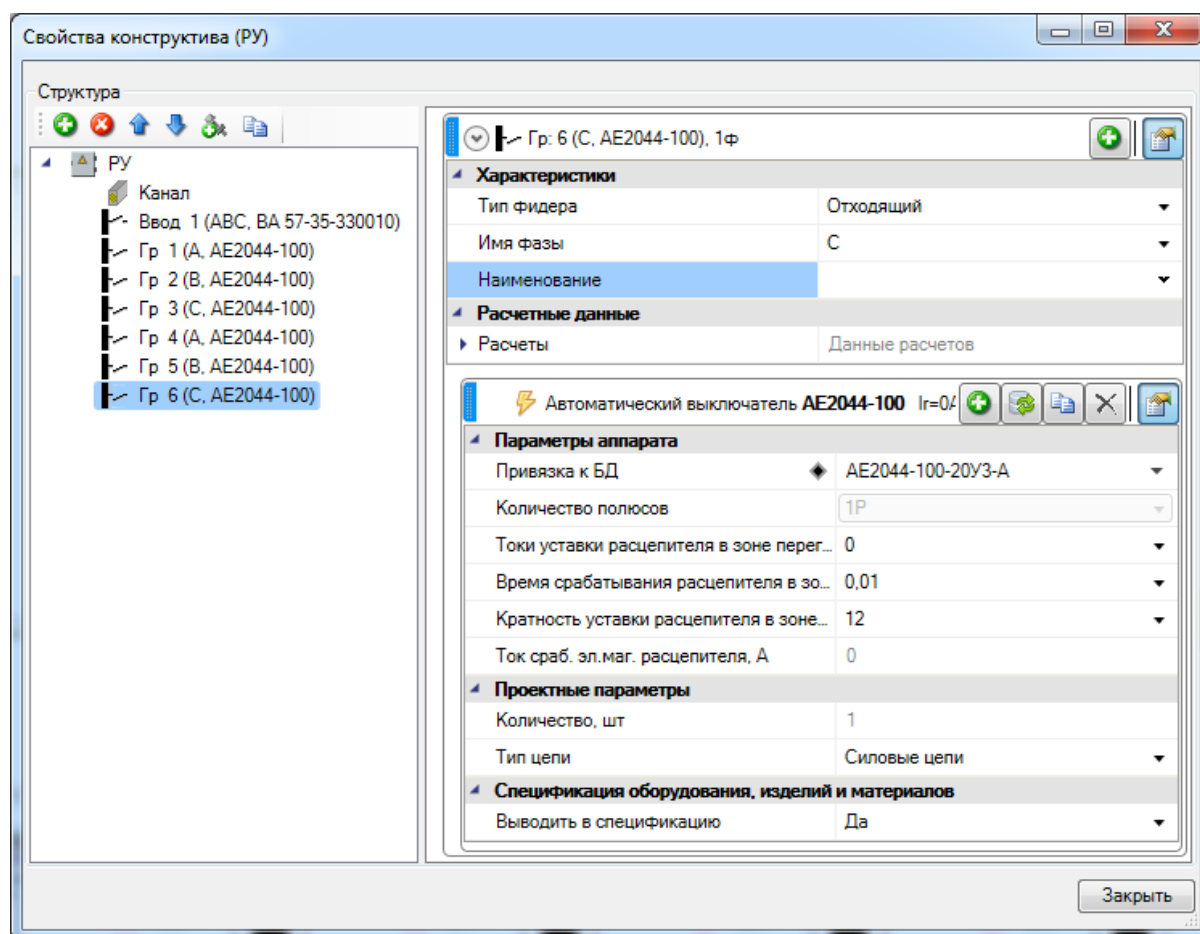 Свойства конструктива (РУ)
Структура
РУ
Канал
Ввод 1 (ABC, ВА 57-35-330010)
Гр 1 (A, АЕ2044-100)
Гр 2 (B, АЕ2044-100)
Гр 3 (C, АЕ2044-100)
Гр 4 (A, АЕ2044-100)
Гр 5 (B, АЕ2044-100)
Гр 6 (C, АЕ2044-100)
Гр: 6 (C, АЕ2044-100), 1ф
Характеристики
Тип фидера Отходящий
Имя фазы C
Наименование
Расчетные данные
Расчеты Данные расчетов
Автоматический выключатель АЕ2044-100 Ir=0A
Параметры аппарата
Привязка к БД АЕ2044-100-20УЗ-А
Количество полюсов 1P
Токи уставки расцепителя в зоне перег... 0
Время срабатывания расцепителя в зо... 0,01
Кратность уставки расцепителя в зоне... 12
Ток сраб. эл.маг. расцепителя, А 0
Проектные параметры
Количество, шт 1
Тип цепи Силовые цепи
Спецификация оборудования, изделий и материалов
Выводить в спецификацию Да
Закрыть